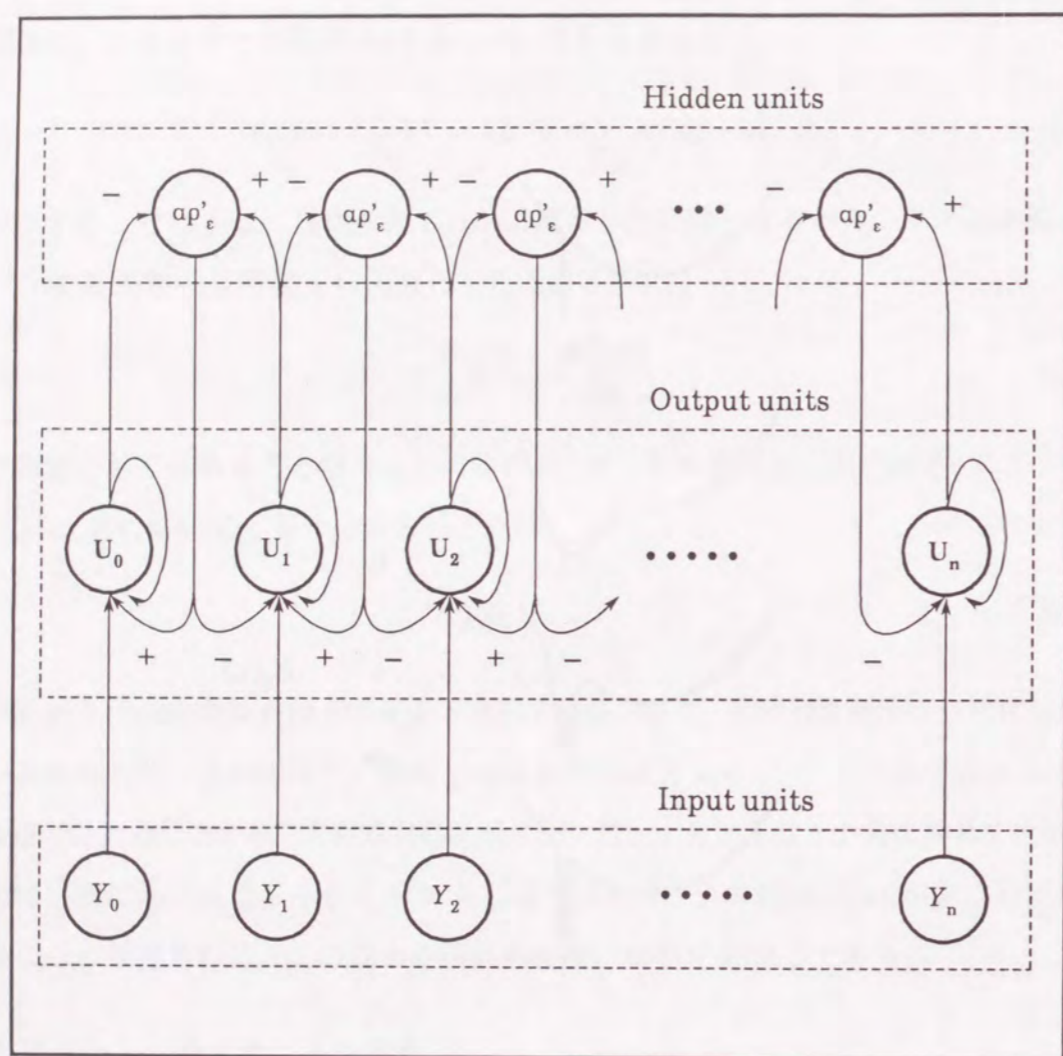 Hidden units
− + − + − + − +
αρ'ε αρ'ε αρ'ε • • • αρ'ε
Output units
U0 U1 U2 • • • • • Un
+ − + − + − −
Input units
Y0 Y1 Y2 • • • • • Yn